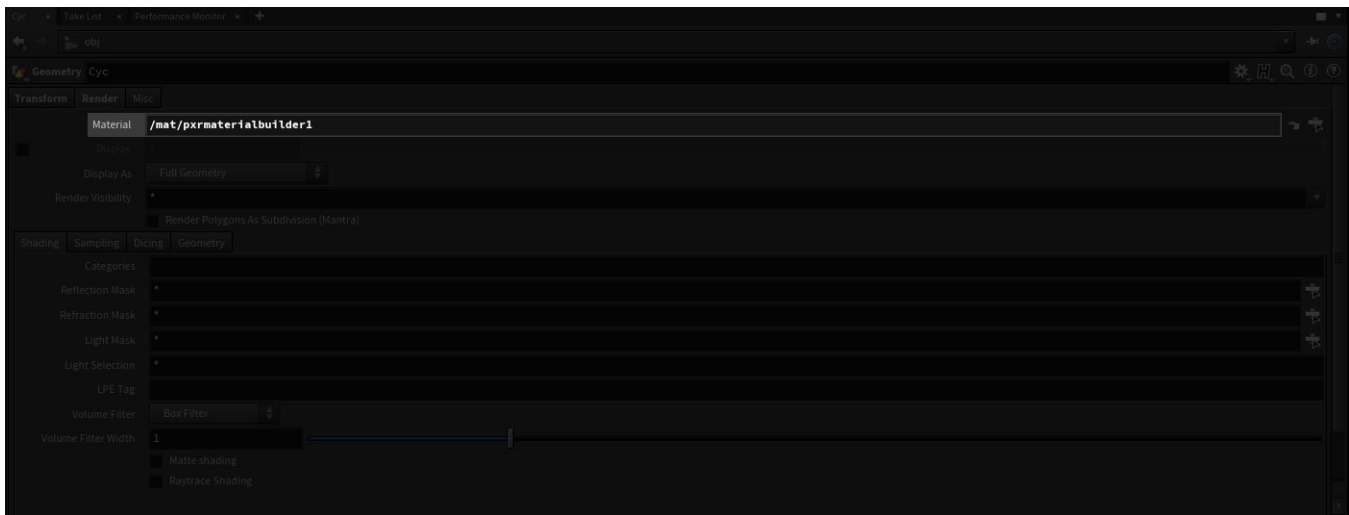 Cyc Take List Performance Monitor
obj
Geometry Cyc
Transform Render Misc
Material /mat/pxrmaterialbuilder1
Display
Display As Full Geometry
Render Visibility *
Render Polygons As Subdivision (Mantra)
Shading Sampling Dicing Geometry
Categories
Reflection Mask *
Refraction Mask *
Light Mask *
Light Selection *
LPE Tag
Volume Filter Box Filter
Volume Filter Width 1
Matte shading
Raytrace Shading